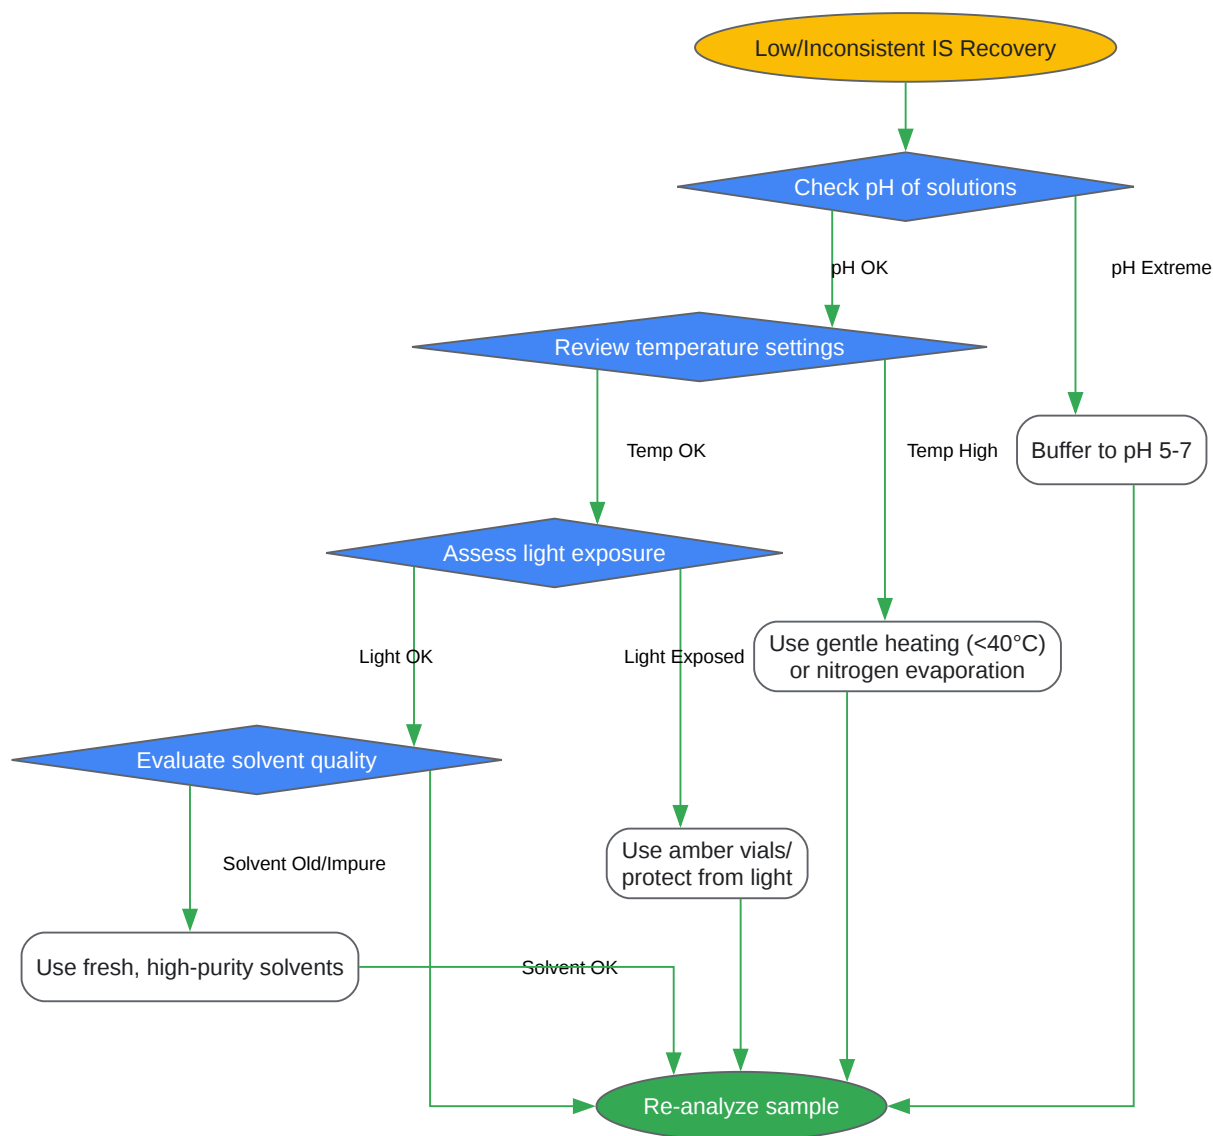 Low/Inconsistent IS Recovery
Check pH of solutions
pH OK
pH Extreme
Review temperature settings
Temp OK
Temp High
Buffer to pH 5-7
Assess light exposure
Light OK
Light Exposed
Use gentle heating (<40°C)
or nitrogen evaporation
Evaluate solvent quality
Solvent Old/Impure
Use amber vials/
protect from light
Use fresh, high-purity solvents
Solvent OK
Re-analyze sample